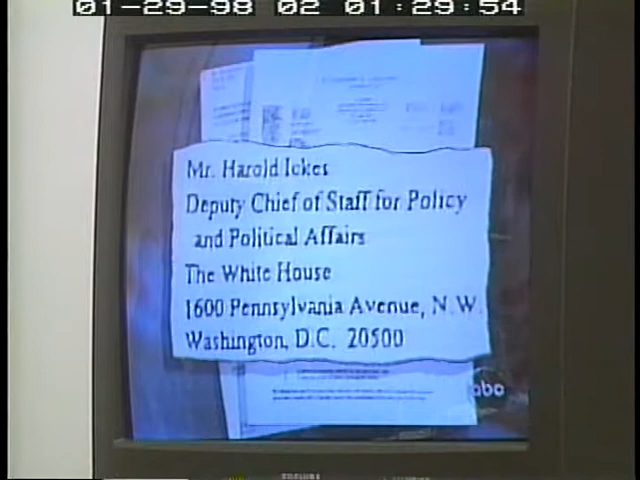 01-29-98 02 01:29:54
Mr. Harold Ickes
Deputy Chief of Staff for Policy
and Political Affairs
The White House
1600 Pennsylvania Avenue, N.W.
Washington, D.C. 20500
abc